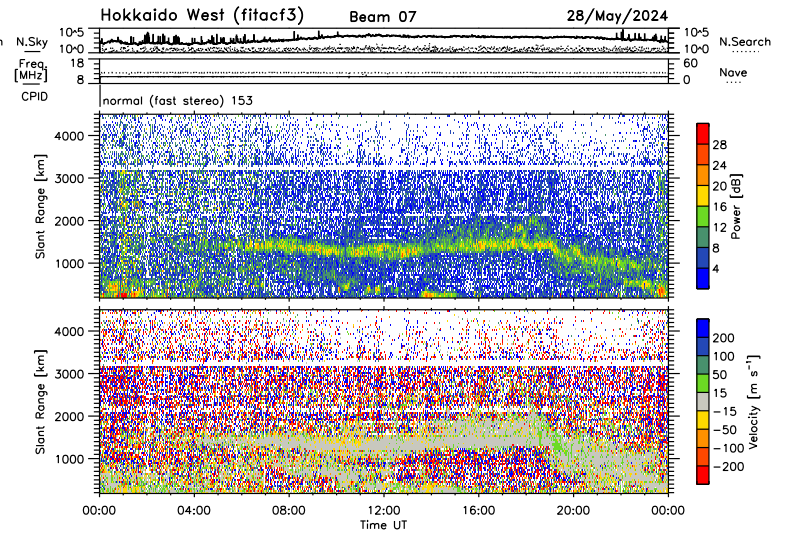 Hokkaido West (fitacf3) Beam 07 28/May/2024
n N.Sky 10^5 10^0 10^5 10^0 N.Search
Freq. [MHz] 18 8 60 0 Nave
CPID normal (fast stereo) 153
Slant Range [km] 4000 3000 2000 1000
Power [dB] 28 24 20 16 12 8 4
Slant Range [km] 4000 3000 2000 1000
Velocity [m s⁻¹] 200 100 50 15 −15 −50 −100 −200
00:00 04:00 08:00 12:00 16:00 20:00 00:00
Time UT